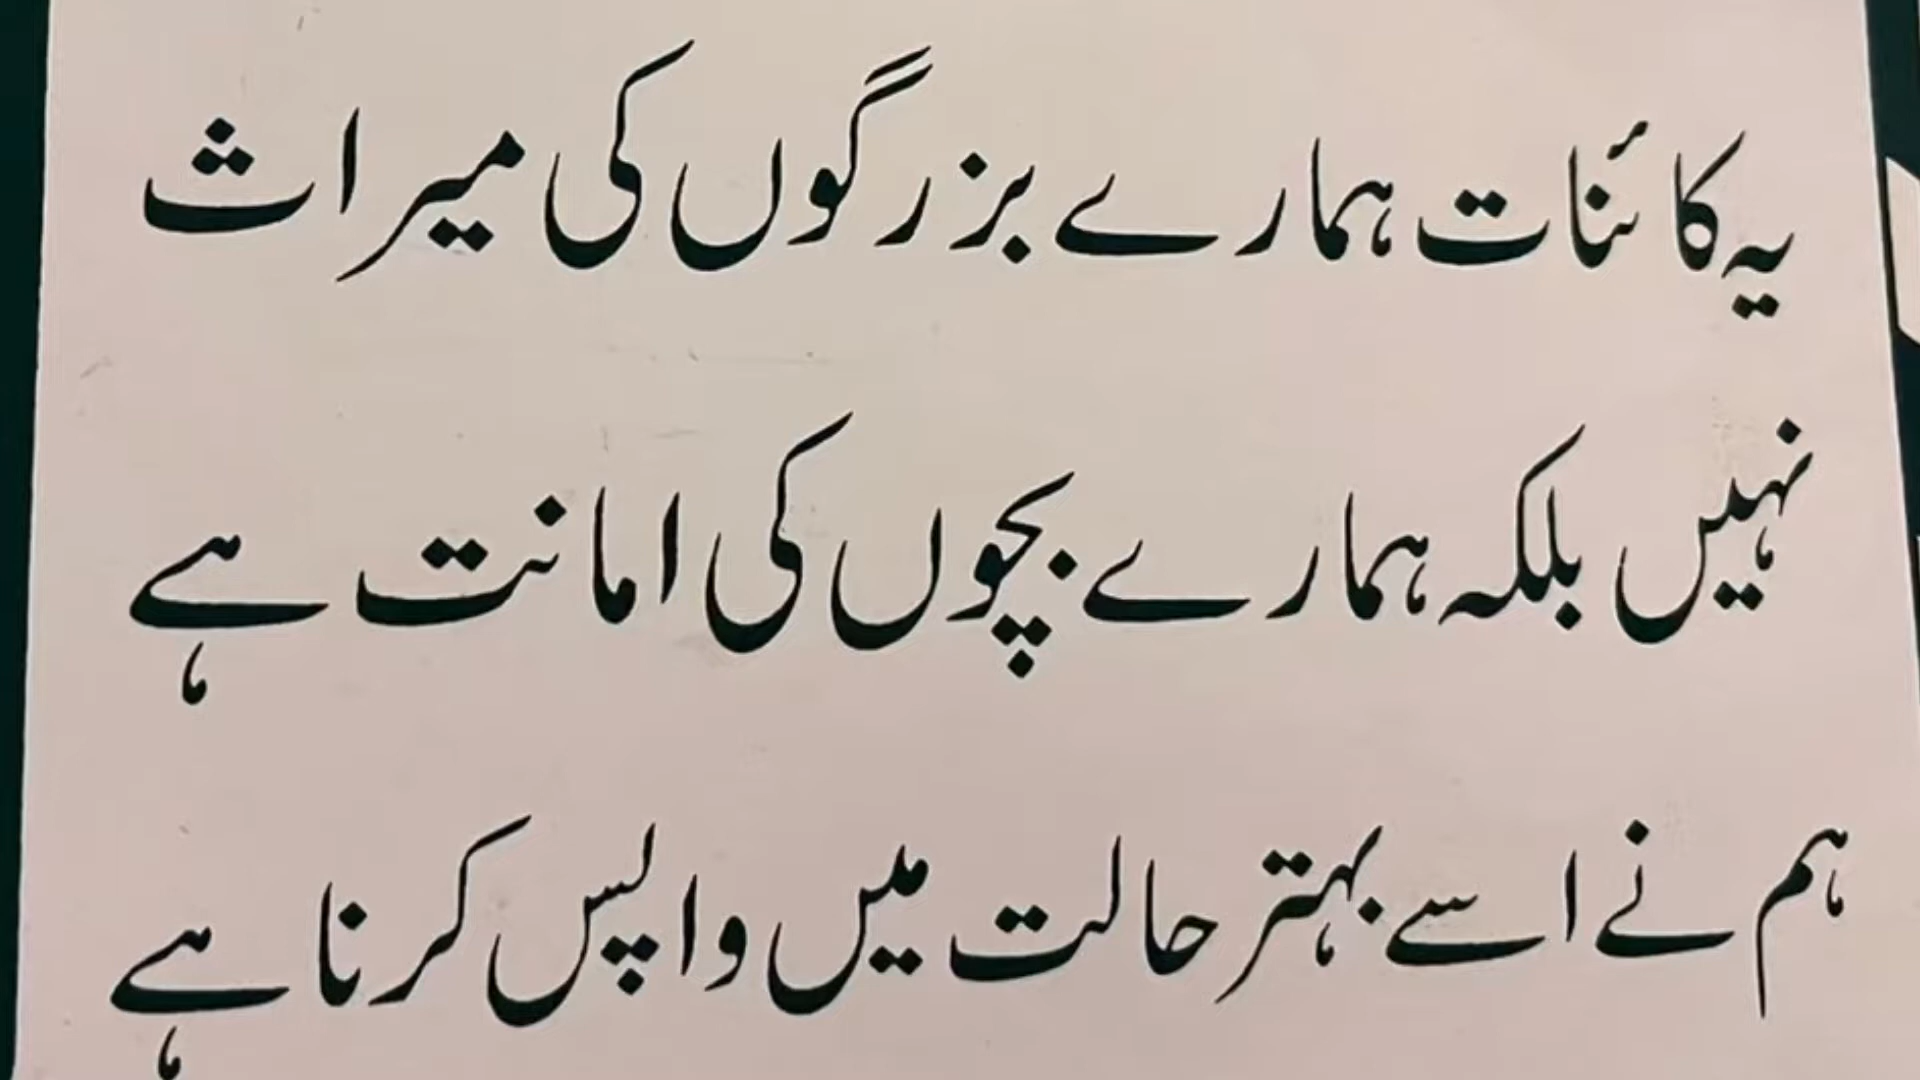 یہ کائنات ہمارے بزرگوں کی میراث
نہیں بلکہ ہمارے بچوں کی امانت ہے
ہم نے اسے بہتر حالت میں واپس کرنا ہے